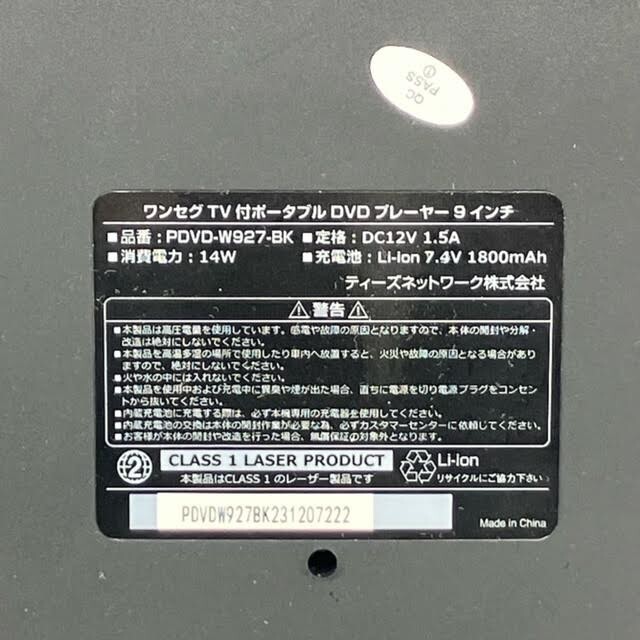 QC
PASS
①
ワンセグTV付ポータブルDVDプレーヤー9インチ
■品番：PDVD-W927-BK ■定格：DC12V 1.5A
■消費電力：14W ■充電池：Li-ion 7.4V 1800mAh
ティーズネットワーク株式会社
⚠警告⚠
■本製品は高圧電量を使用しています。感電や故障の原因となりますので、本体の開封や分解・
改造は絶対にしないでください。
■本製品を高温多湿の場所で使用したり車内へ放置すると、火災や故障の原因となる場合があり
ますので、絶対にしないでください。
■火や水の中には入れないでください。
■本製品を使用中および充電中に異臭や煙が出た場合、直ちに電源を切り電源プラグをコンセン
トから抜いてください。
■内蔵充電池に充電する際は、必ず本機専用の充電器を使用してください。
■内蔵充電池の交換は本体の開封作業が必要な為、必ずカスタマーセンターに依頼してください。
■お客様が本体の開封や改造を行った場合、無償保証の対象外となります。
2 CLASS 1 LASER PRODUCT Li-ion
本製品はCLASS 1のレーザー製品です リサイクルにご協力下さい
PDVDW927BK231207222
Made in China